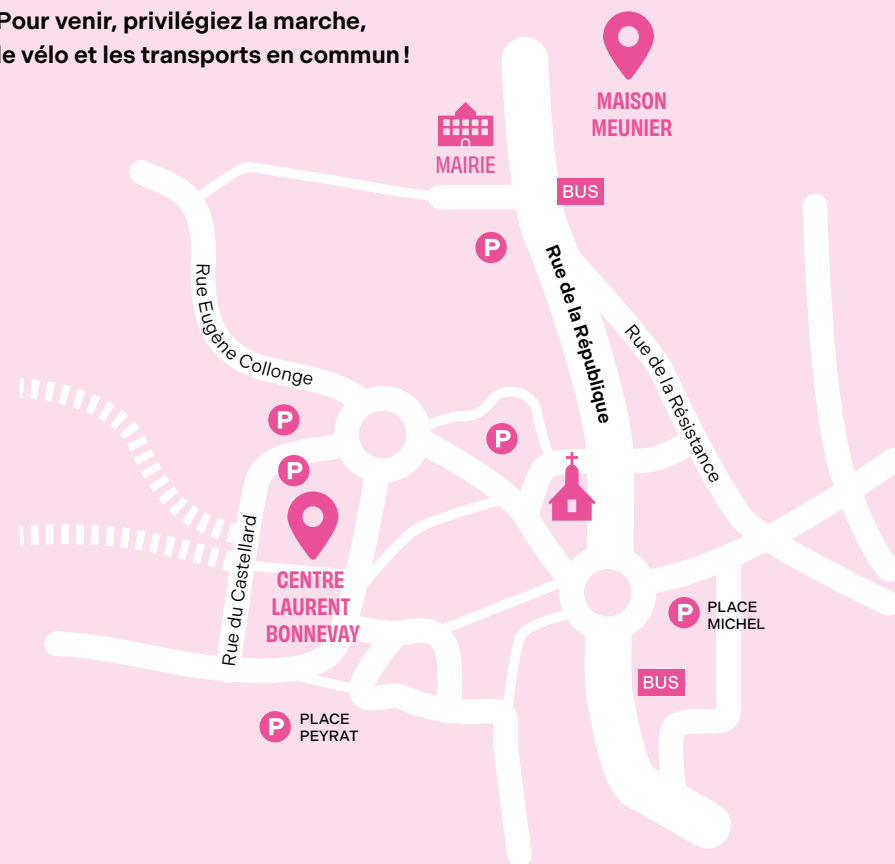 Pour venir, privilégiez la marche,
le vélo et les transports en commun !
MAISON
MEUNIER
MAIRIE
BUS
P
Rue de la République
Rue Eugène Collonge
Rue de la Résistance
P
P
P
CENTRE
LAURENT
BONNEVAY
Rue du Castellard
P PLACE
MICHEL
BUS
P PLACE
PEYRAT